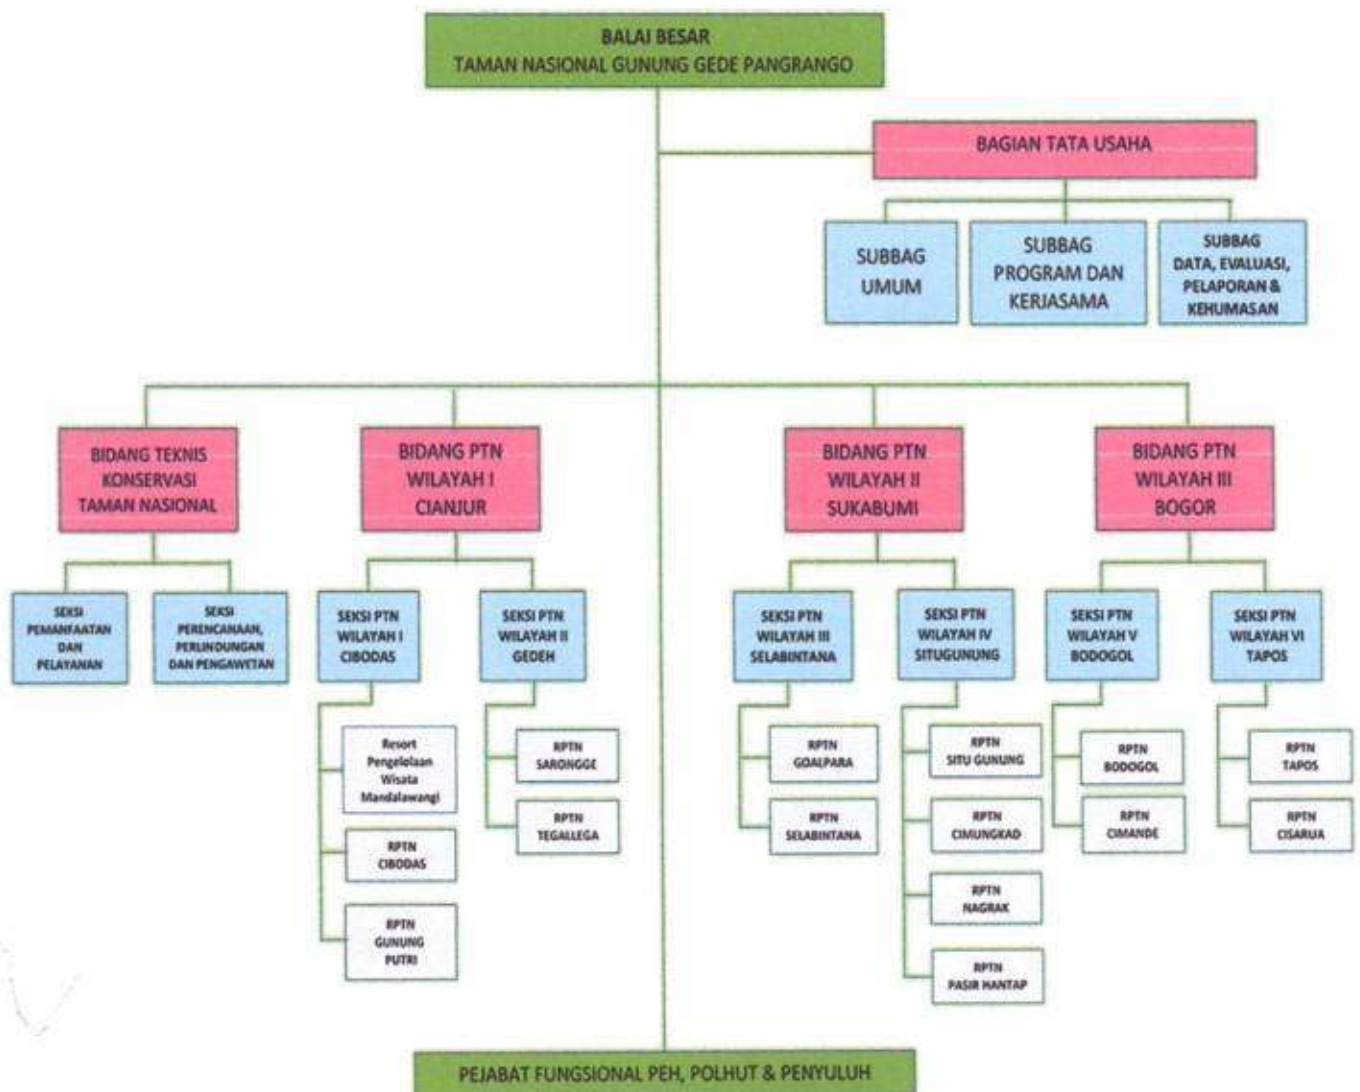 BALAI BESAR
TAMAN NASIONAL GUNUNG GEDE PANGRANGO
BAGIAN TATA USAHA
SUBBAG
UMUM
SUBBAG
PROGRAM DAN
KERJASAMA
SUBBAG
DATA, EVALUASI,
PELAPORAN &
KEHUMASAN
BIDANG TEKNIS
KONSERVASI
TAMAN NASIONAL
BIDANG PTN
WILAYAH I
CIANJUR
BIDANG PTN
WILAYAH II
SUKABUMI
BIDANG PTN
WILAYAH III
BOGOR
SEKSI
PEMANFAATAN
DAN
PELAYANAN
SEKSI
PERENCANAAN,
PERLINDUNGAN
DAN PENGAWETAN
SEKSI PTN
WILAYAH I
CIBODAS
SEKSI PTN
WILAYAH II
GEDEH
SEKSI PTN
WILAYAH III
SELABINTANA
SEKSI PTN
WILAYAH IV
SITUGUNUNG
SEKSI PTN
WILAYAH V
BODOGOL
SEKSI PTN
WILAYAH VI
TAPOS
Resort
Pengelolaan
Wisata
Mandalawangi
RPTN
CIBODAS
RPTN
GUNUNG
PUTRI
RPTN
SARONGGE
RPTN
TEGALLEGA
RPTN
GOALPARA
RPTN
SELABINTANA
RPTN
SITU GUNUNG
RPTN
CIMUNGKAD
RPTN
NAGRAK
RPTN
PASIR HANTAP
RPTN
BODOGOL
RPTN
CIMANDE
RPTN
TAPOS
RPTN
CISARUA
PEJABAT FUNGSIONAL PEH, POLHUT & PENYULUH